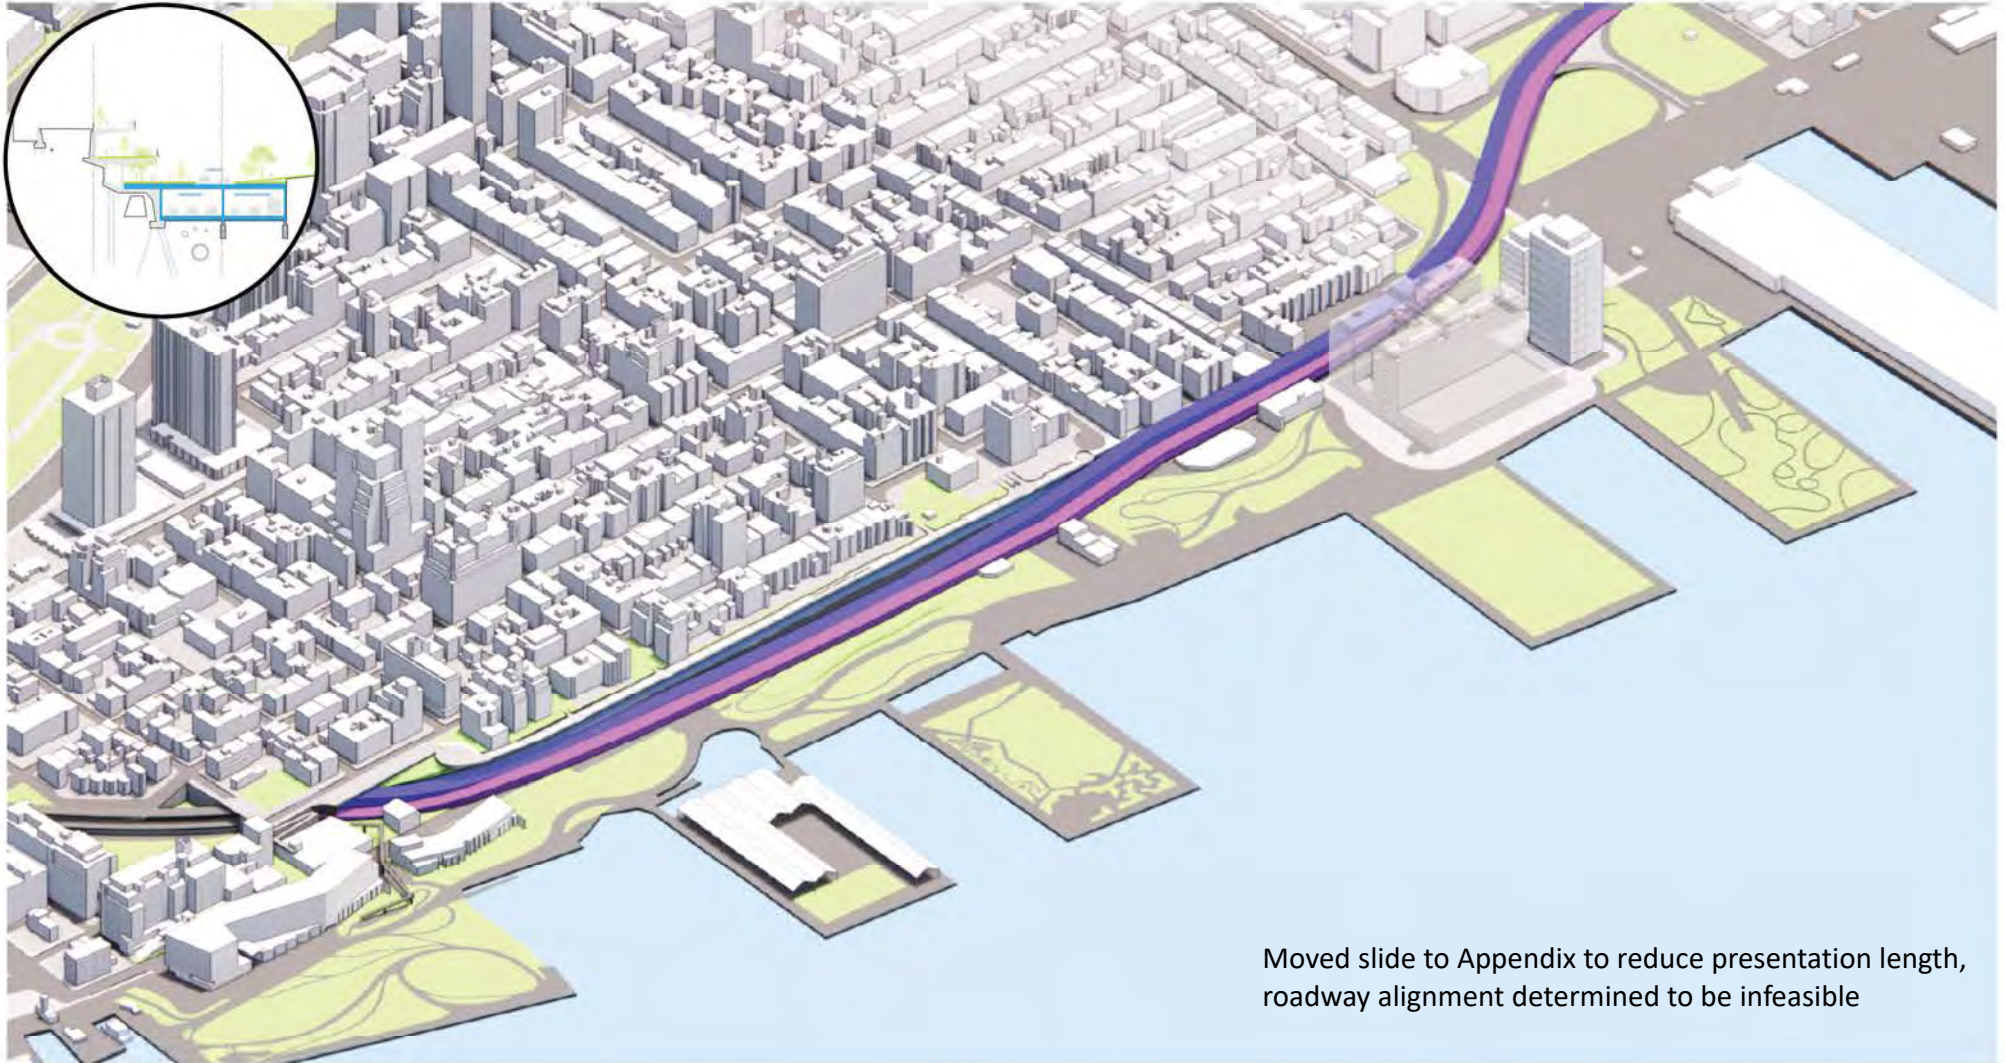 Moved slide to Appendix to reduce presentation length,
roadway alignment determined to be infeasible